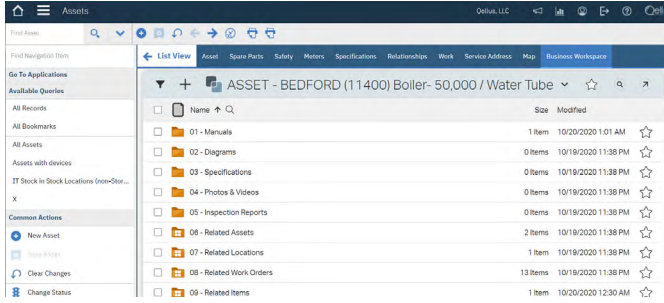 Assets
Oelius, LLC
Find Asset
Find Navigation Item
Go To Applications
Available Queries
All Records
All Bookmarks
All Assets
Assets with devices
IT Stock in Stock Locations (non-Stor...
X
Common Actions
New Asset
Save Asset
Clear Changes
Change Status
List View Asset Spare Parts Safety Meters Specifications Relationships Work Service Address Map Business Workspace
ASSET - BEDFORD (11400) Boiler- 50,000 / Water Tube
Name Size Modified
01 - Manuals 1 Item 10/20/2020 1:01 AM
02 - Diagrams 0 Items 10/19/2020 11:38 PM
03 - Specifications 0 Items 10/19/2020 11:38 PM
04 - Photos & Videos 0 Items 10/19/2020 11:38 PM
05 - Inspection Reports 0 Items 10/19/2020 11:38 PM
06 - Related Assets 2 Items 10/19/2020 11:38 PM
07 - Related Locations 1 Item 10/19/2020 11:38 PM
08 - Related Work Orders 13 Items 10/19/2020 11:38 PM
09 - Related Items 1 Item 10/20/2020 12:30 AM